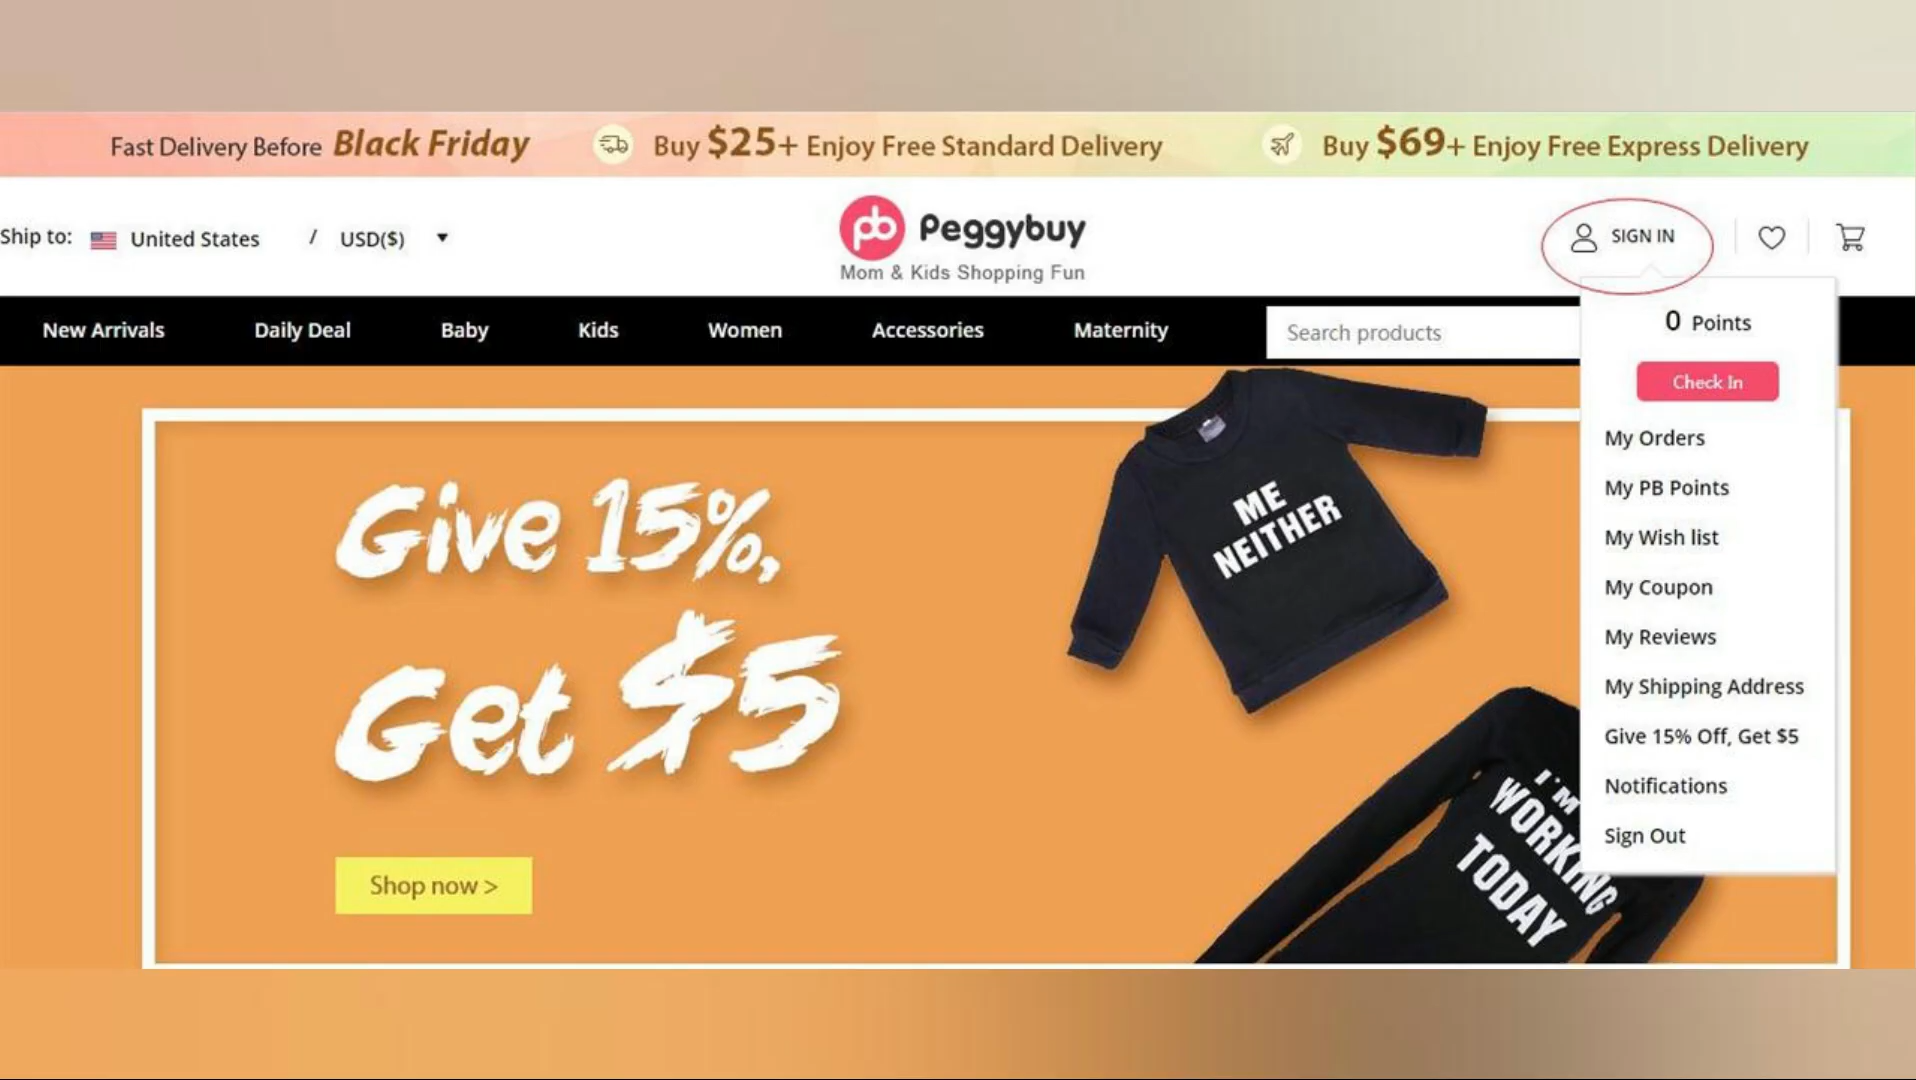 Fast Delivery Before Black Friday
Buy $25+ Enjoy Free Standard Delivery
Buy $69+ Enjoy Free Express Delivery
Ship to: United States / USD($)
pb Peggybuy
Mom & Kids Shopping Fun
SIGN IN
New Arrivals
Daily Deal
Baby
Kids
Women
Accessories
Maternity
Search products
0 Points
Check In
My Orders
My PB Points
My Wish list
My Coupon
My Reviews
My Shipping Address
Give 15% Off, Get $5
Notifications
Sign Out
Give 15%,
Get $5
Shop now >
ME
NEITHER
I'M
WORKING
TODAY